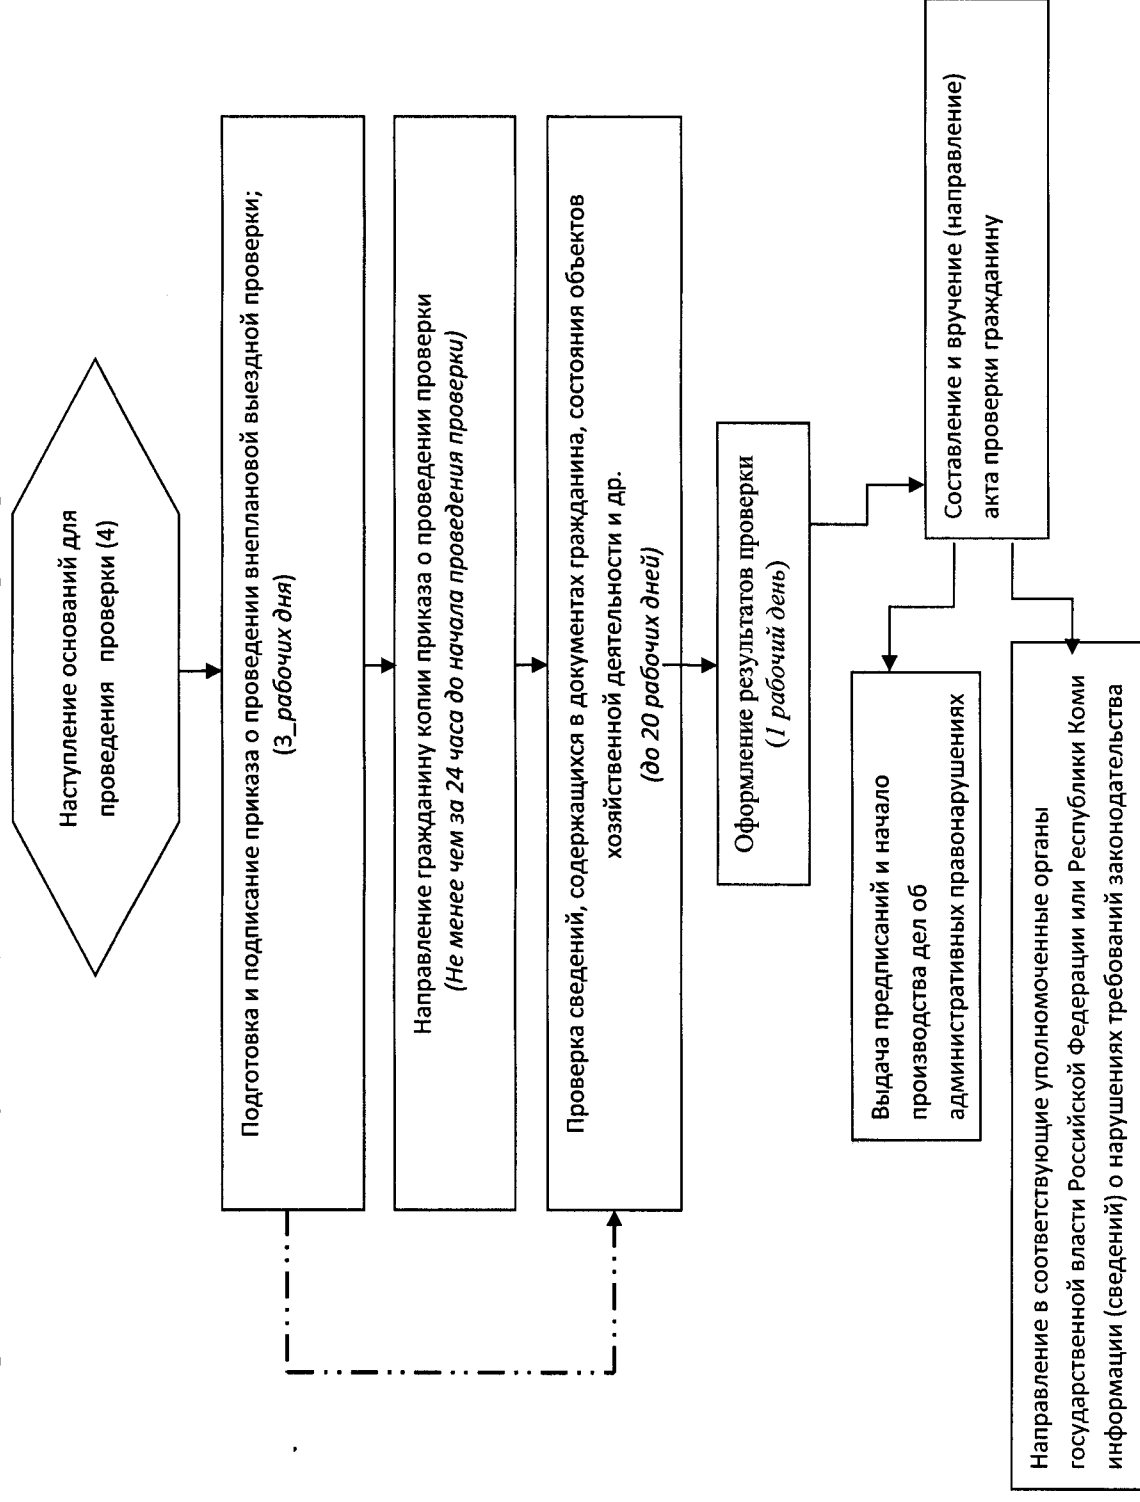 Наступление оснований для
проведения проверки (4)
Подготовка и подписание приказа о проведении внеплановой выездной проверки;
(3_рабочих дня)
Направление гражданину копии приказа о проведении проверки
(Не менее чем за 24 часа до начала проведения проверки)
Проверка сведений, содержащихся в документах гражданина, состояния объектов
хозяйственной деятельности и др.
(до 20 рабочих дней)
Оформление результатов проверки
(1 рабочий день)
Составление и вручение (направление)
акта проверки гражданину
Выдача предписаний и начало
производства дел об
административных правонарушениях
Направление в соответствующие уполномоченные органы
государственной власти Российской Федерации или Республики Коми
информации (сведений) о нарушениях требований законодательства